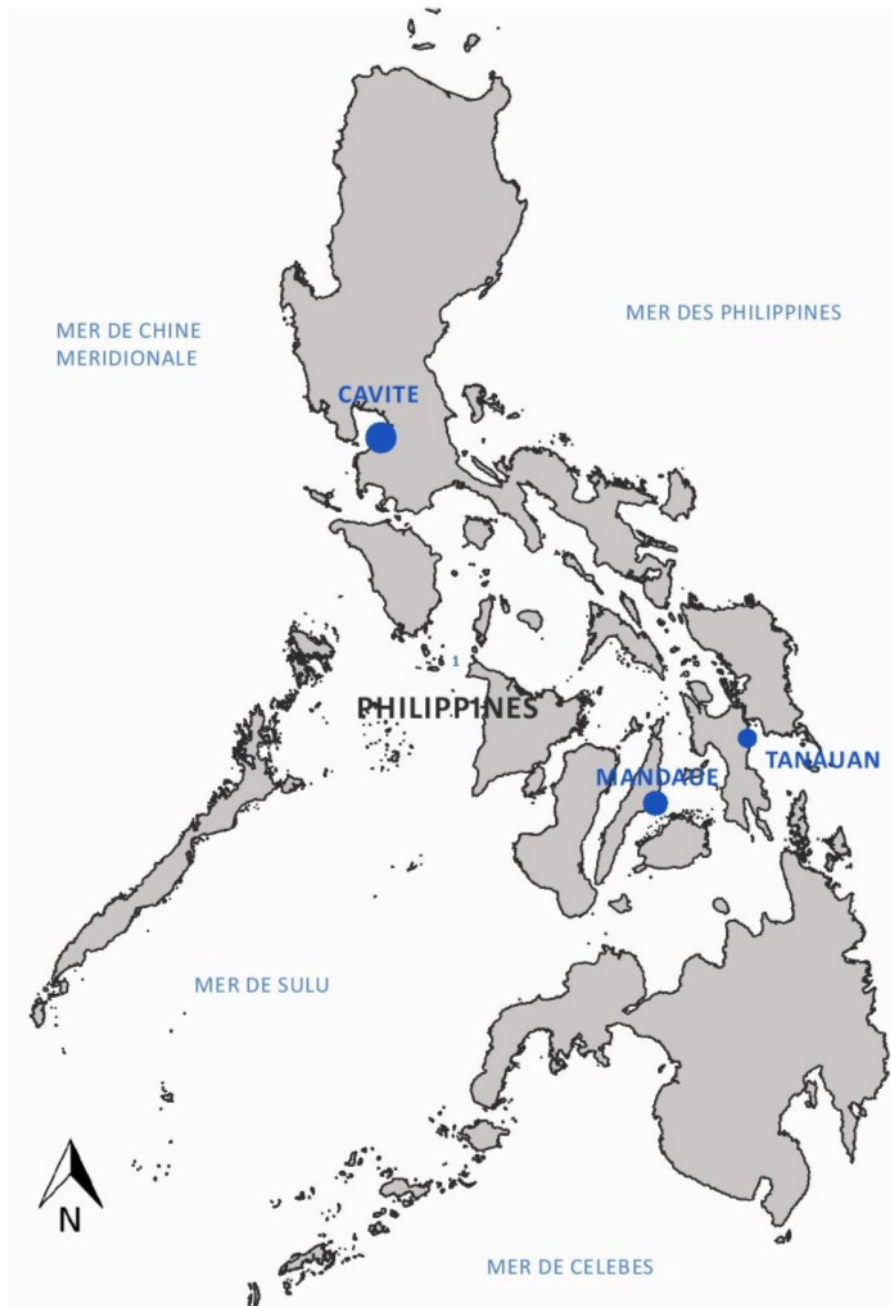 MER DE CHINE
MERIDIONALE
MER DES PHILIPPINES
CAVITE
1
PHILIPPINES
TANAUAN
MANDAUE
MER DE SULU
N
MER DE CELEBES